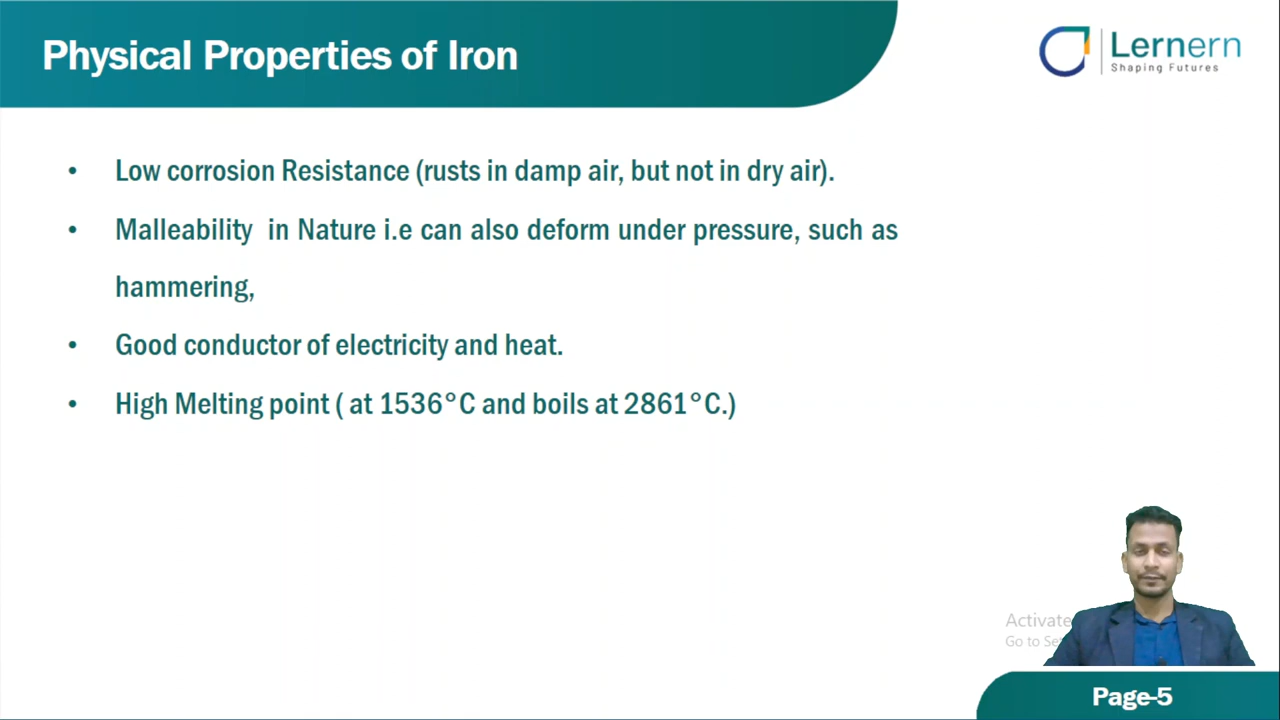 Physical Properties of Iron
Lernern
Shaping Futures
• Low corrosion Resistance (rusts in damp air, but not in dry air).
• Malleability in Nature i.e can also deform under pressure, such as
hammering,
• Good conductor of electricity and heat.
• High Melting point ( at 1536°C and boils at 2861°C.)
Activate
Go to Se
Page-5